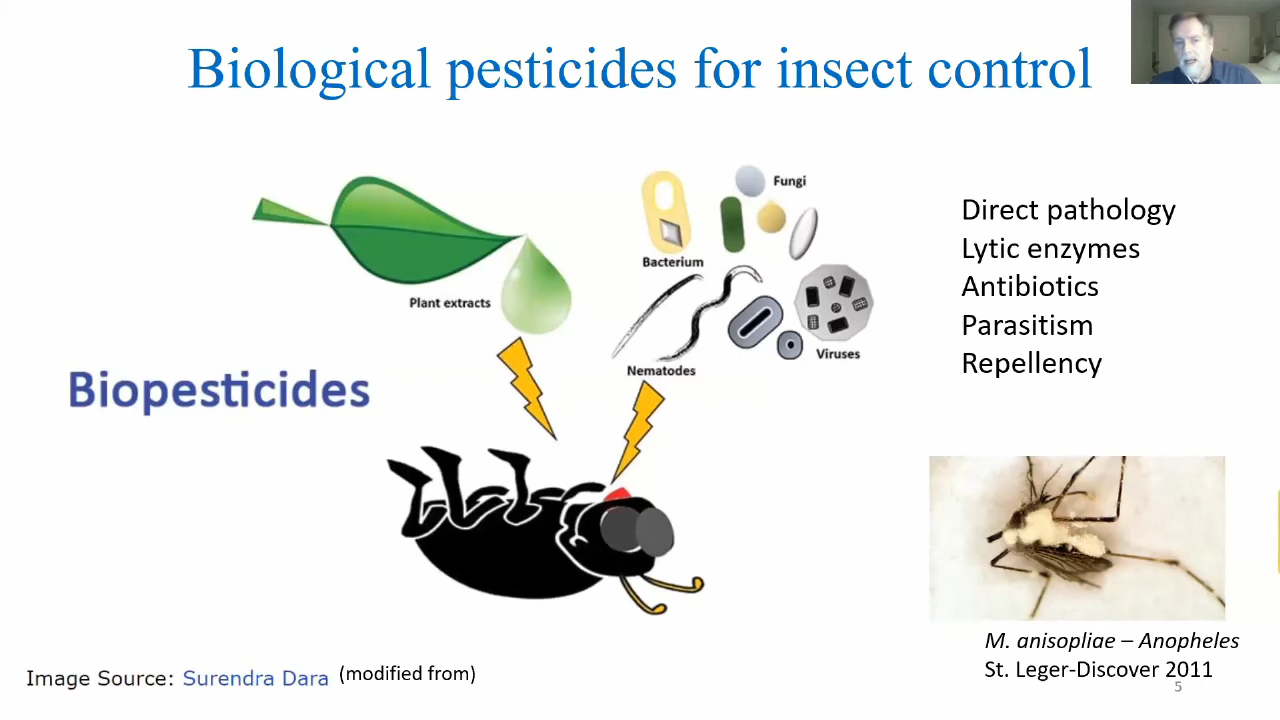 Biological pesticides for insect control
Fungi
Bacterium
Plant extracts
Viruses
Nematodes
Biopesticides
Direct pathology
Lytic enzymes
Antibiotics
Parasitism
Repellency
M. anisopliae – Anopheles
St. Leger-Discover 2011
5
Image Source: Surendra Dara (modified from)